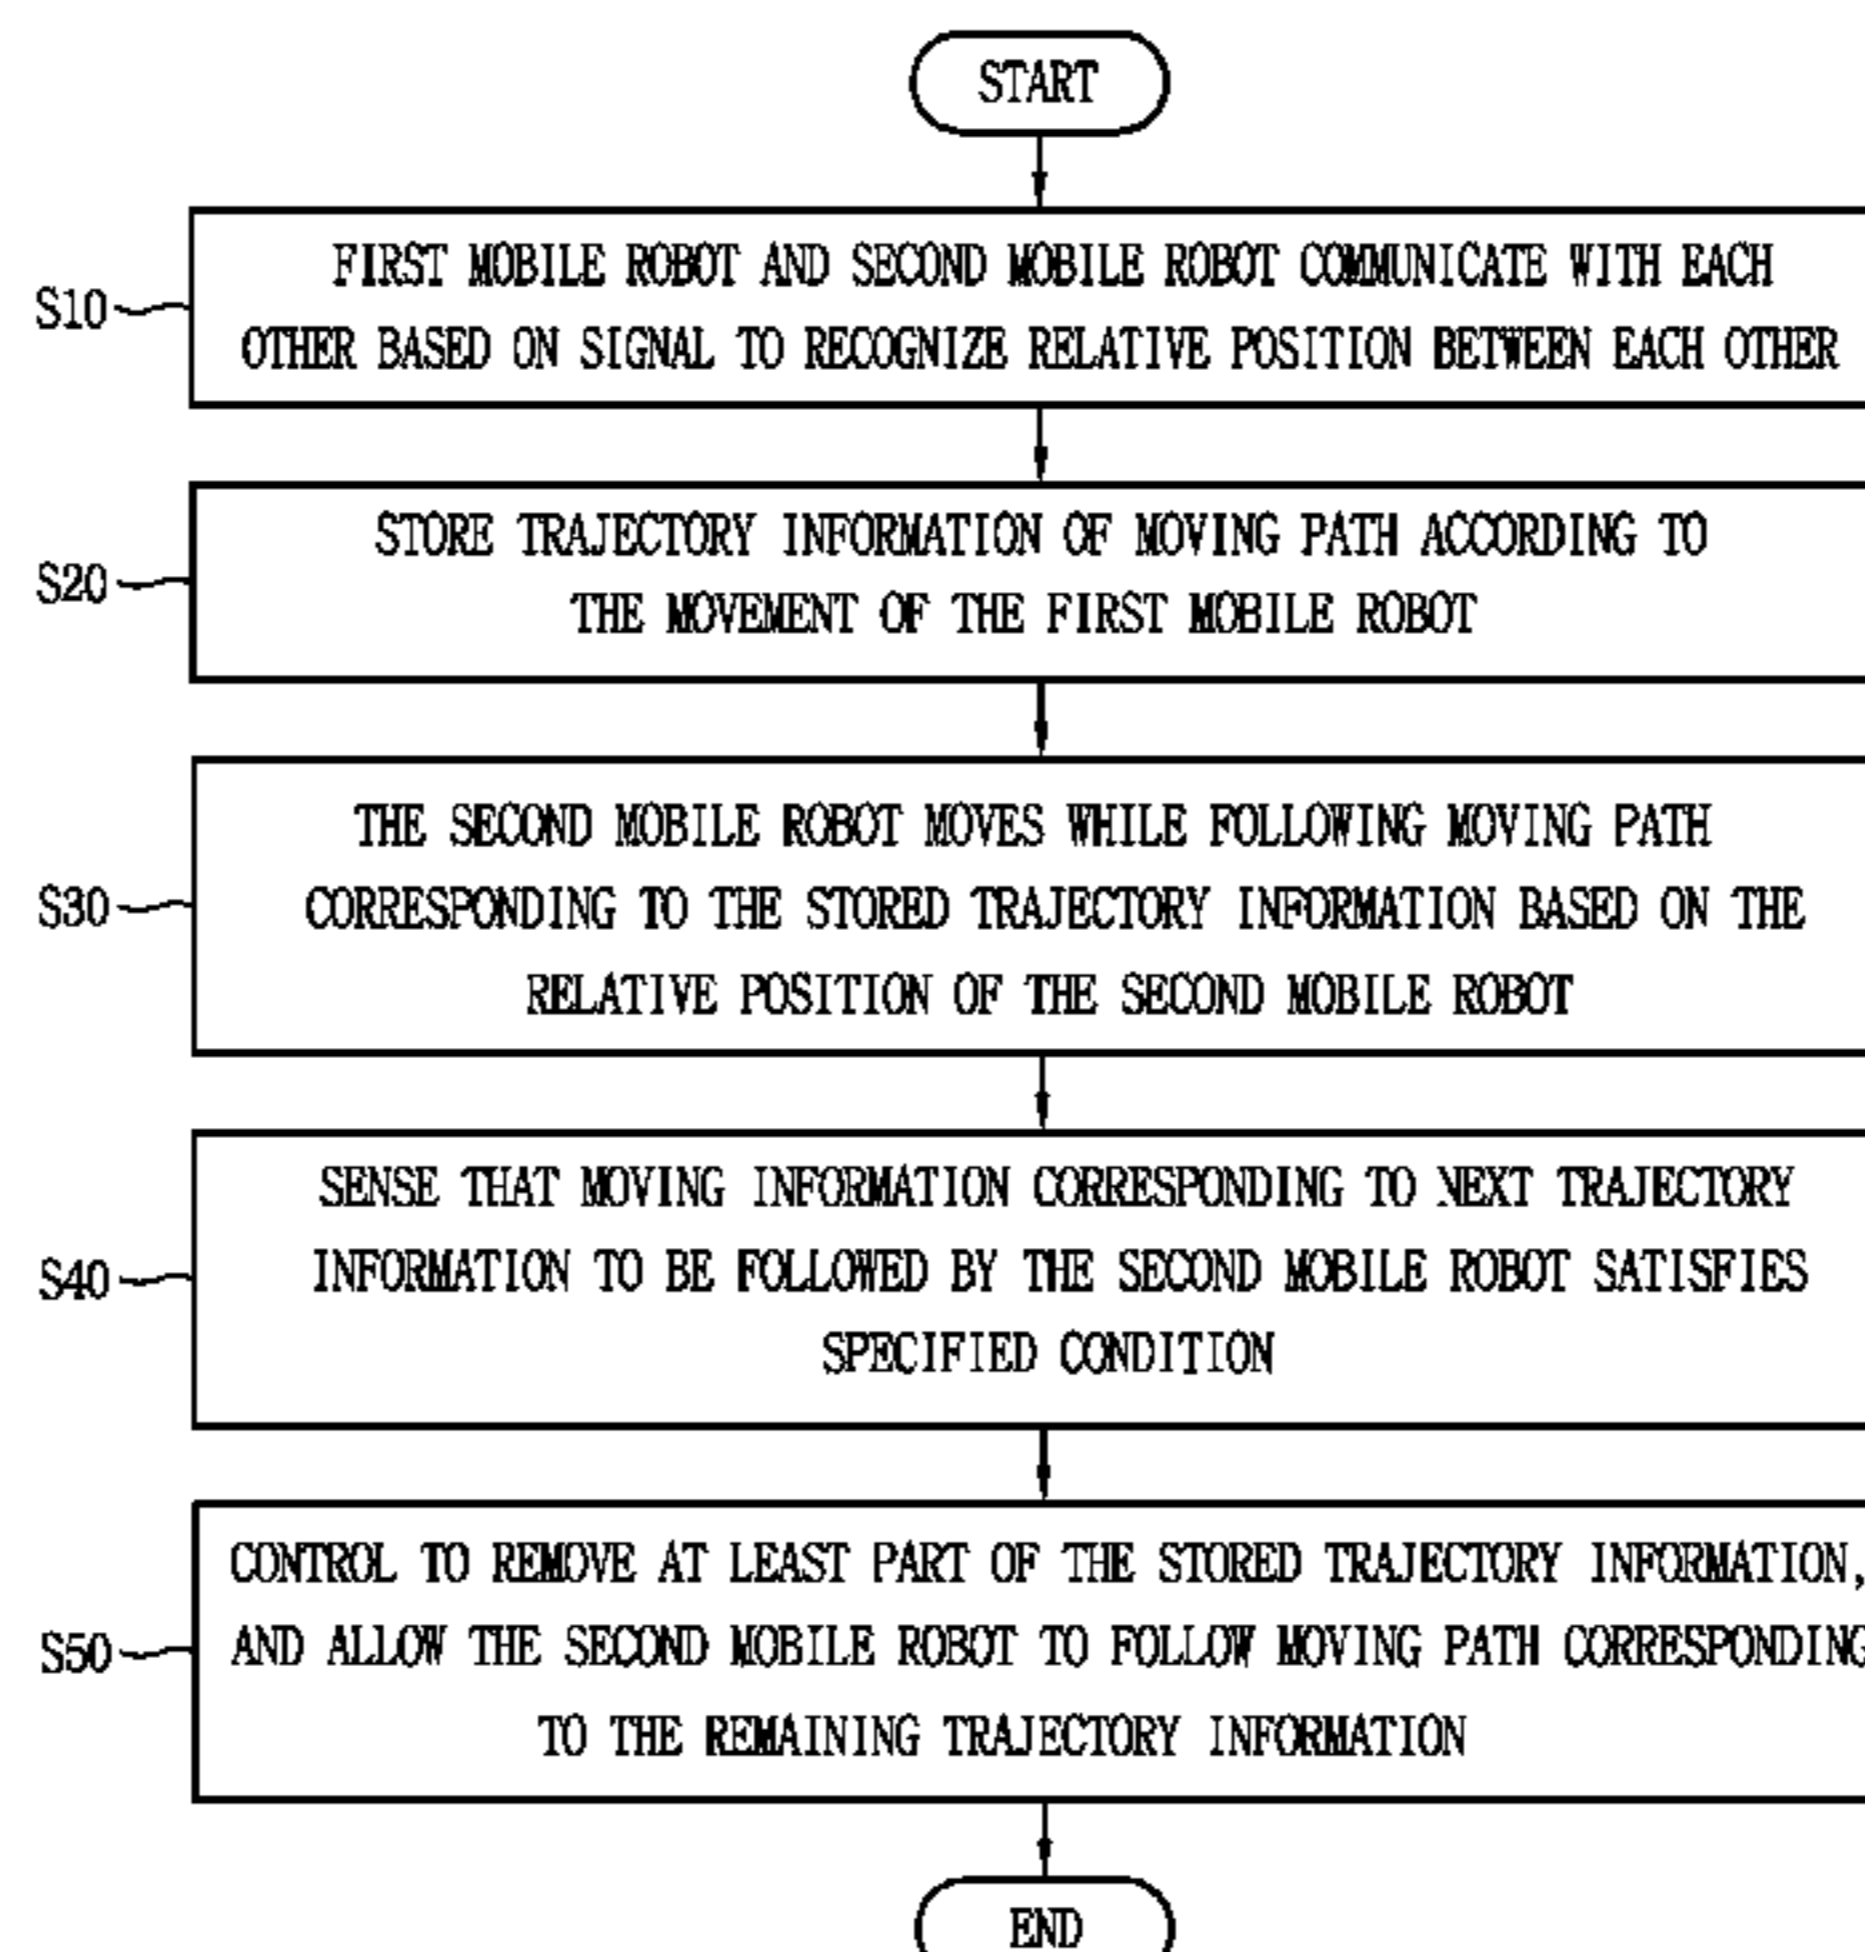 START
FIRST MOBILE ROBOT AND SECOND MOBILE ROBOT COMMUNICATE WITH EACH
S10
OTHER BASED ON SIGNAL TO RECOGNIZE RELATIVE POSITION BETWEEN EACH OTHER
STORE TRAJECTORY INFORMATION OF MOVING PATH ACCORDING TO
S20
THE MOVEMENT OF THE FIRST MOBILE ROBOT
THE SECOND MOBILE ROBOT MOVES WHILE FOLLOWING MOVING PATH
S30
CORRESPONDING TO THE STORED TRAJECTORY INFORMATION BASED ON THE
RELATIVE POSITION OF THE SECOND MOBILE ROBOT
SENSE THAT MOVING INFORMATION CORRESPONDING TO NEXT TRAJECTORY
S40
INFORMATION TO BE FOLLOWED BY THE SECOND MOBILE ROBOT SATISFIES
SPECIFIED CONDITION
CONTROL TO REMOVE AT LEAST PART OF THE STORED TRAJECTORY INFORMATION,
S50
AND ALLOW THE SECOND MOBILE ROBOT TO FOLLOW MOVING PATH CORRESPONDING
TO THE REMAINING TRAJECTORY INFORMATION
END